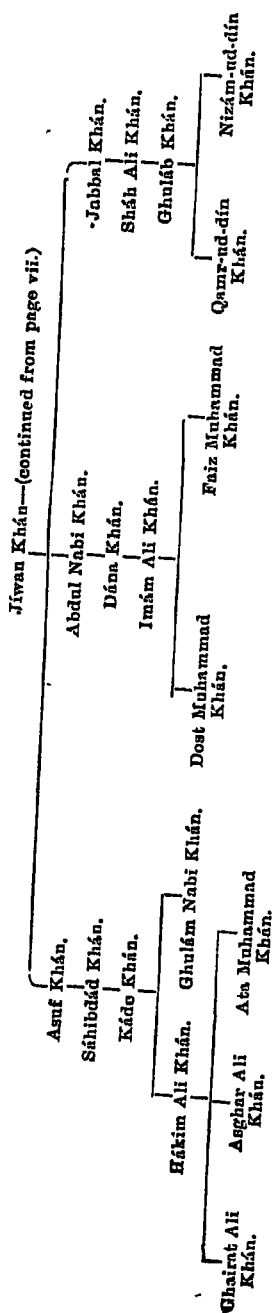 Jíwan Khán—(continued from page vii.)
Asuf Khán.
Sáhibdád Khán.
Kádo Khán.
Hákim Ali Khán.
Ghulám Nabi Khán.
Ghairat Ali
Khán.
Asghar Ali
Khán.
Ata Muhammad
Khán.
Abdul Nabi Khán.
Dána Khán.
Imám Ali Khán.
Dost Muhammad
Khán.
Faiz Muhammad
Khán.
Jabbal Khán.
Sháh Ali Khán.
Ghuláb Khán.
Qamr-ud-dín
Khán.
Nizám-ud-dín
Khán.